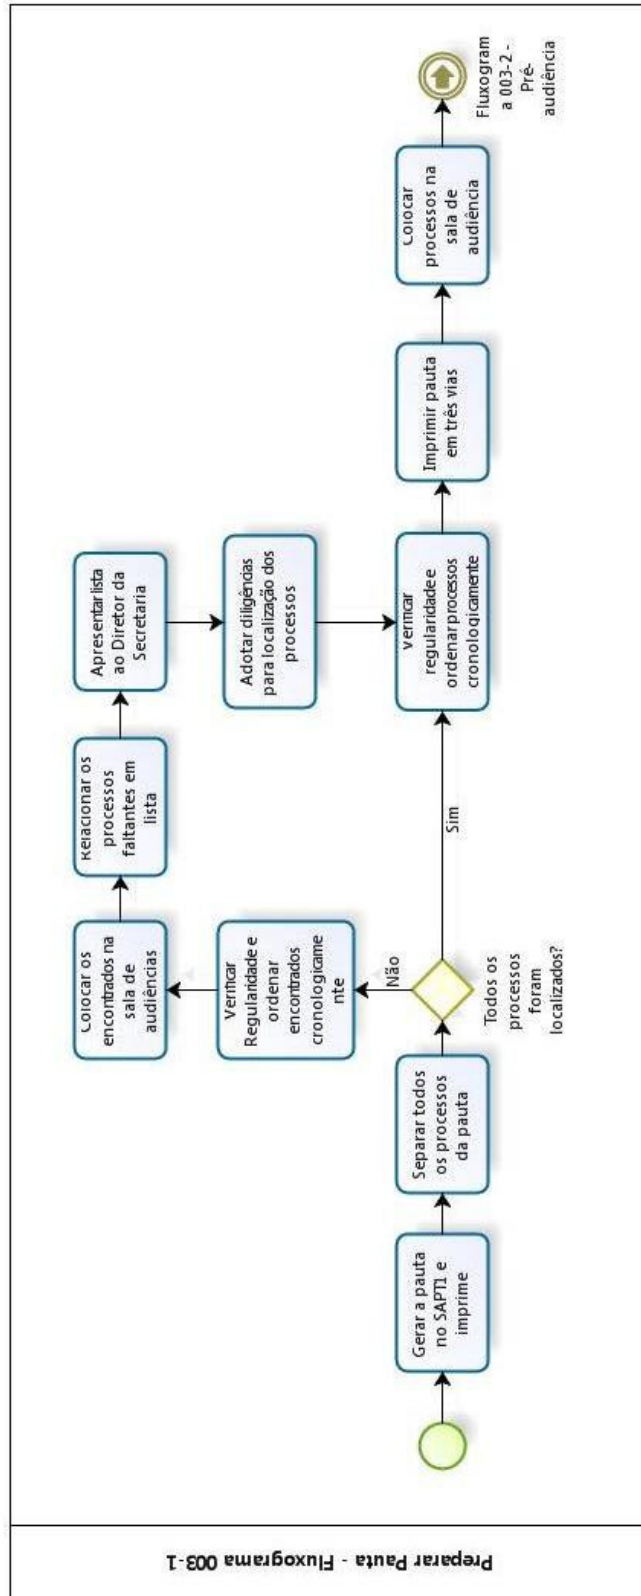 Preparar Pauta - Fluxograma 003-1
Gerar a pauta
no SAPT1 e
imprime
Separar todos
os processos
da pauta
Todos os
processos
foram
localizados?
Não
Verificar
Regularidade e
ordenar
encontrados
cronologicame
nte
Colocar os
encontrados na
sala de
audiências
Relacionar os
processos
faltantes em
lista
Apresentar lista
ao Diretor da
Secretaria
Adotar diligências
para localização dos
processos
Sim
Verificar
regularidade e
ordenar processos
cronologicamente
Imprimir pauta
em três vias
Colocar
processos na
sala de
audiência
Fluxogram
a 003-2 -
Pré-
audiência